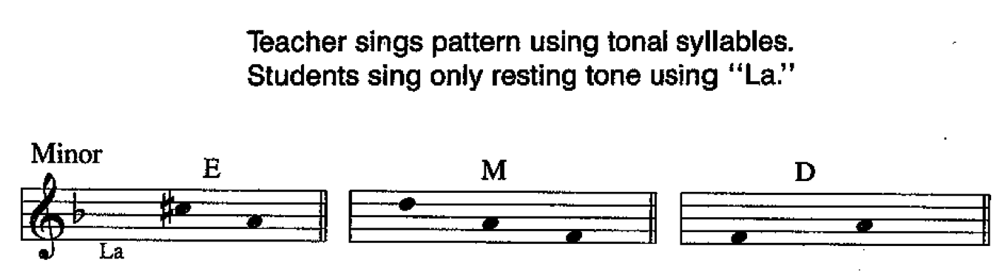 Teacher sings pattern using tonal syllables.
Students sing only resting tone using “La.”
Minor
E M D
La